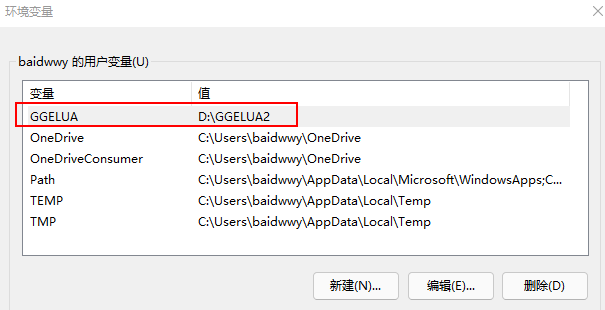 环境变量
baidwwy 的用户变量(U)
变量 值
GGELUA D:\GGELUA2
OneDrive C:\Users\baidwwy\OneDrive
OneDriveConsumer C:\Users\baidwwy\OneDrive
Path C:\Users\baidwwy\AppData\Local\Microsoft\WindowsApps;C...
TEMP C:\Users\baidwwy\AppData\Local\Temp
TMP C:\Users\baidwwy\AppData\Local\Temp
新建(N)... 编辑(E)... 删除(D)